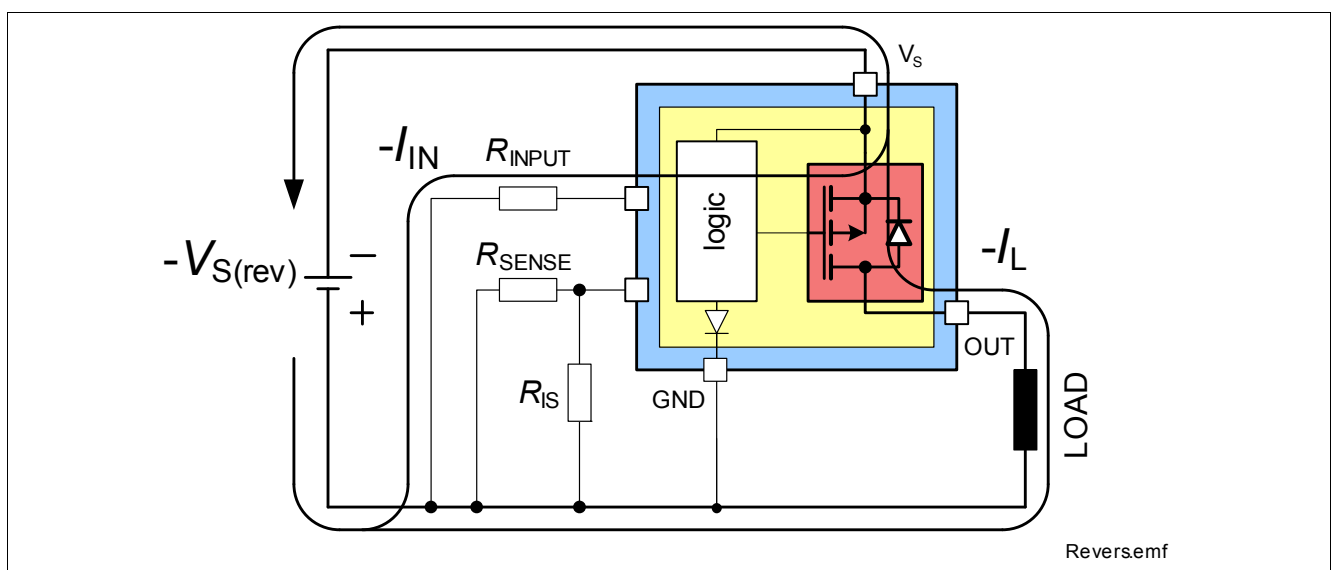 V_S
-I_IN
R_INPUT
logic
-V_S(rev)
−
+
R_SENSE
-I_L
OUT
R_IS
GND
LOAD
Revers.emf